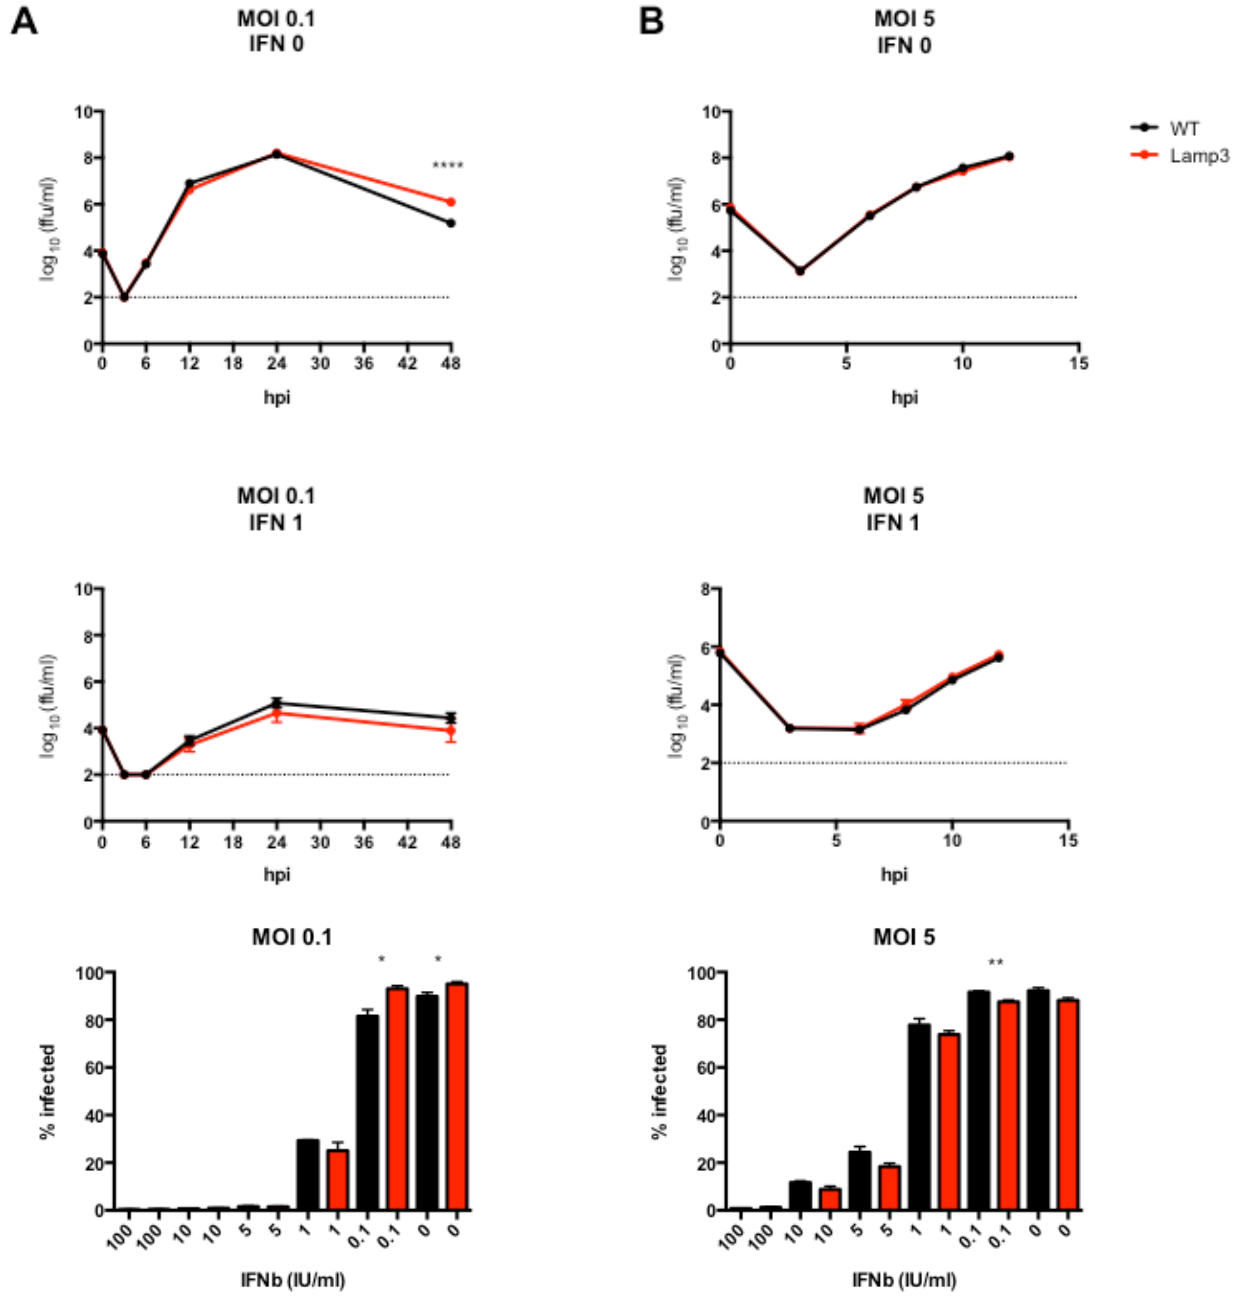 A
MOI 0.1
IFN 0
10
8
6
4
2
0
log10 (ffu/ml)
****
0 6 12 18 24 30 36 42 48
hpi
B
MOI 5
IFN 0
10
8
6
4
2
0
log10 (ffu/ml)
0 5 10 15
hpi
WT
Lamp3
MOI 0.1
IFN 1
10
8
6
4
2
0
log10 (ffu/ml)
0 6 12 18 24 30 36 42 48
hpi
MOI 5
IFN 1
8
6
4
2
0
log10 (ffu/ml)
0 5 10 15
hpi
MOI 0.1
* *
100
80
60
40
20
0
% infected
100 100 10 10 5 5 1 1 0.1 0.1 0 0
IFNb (IU/ml)
MOI 5
**
100
80
60
40
20
0
% infected
100 100 10 10 5 5 1 1 0.1 0.1 0 0
IFNb (IU/ml)